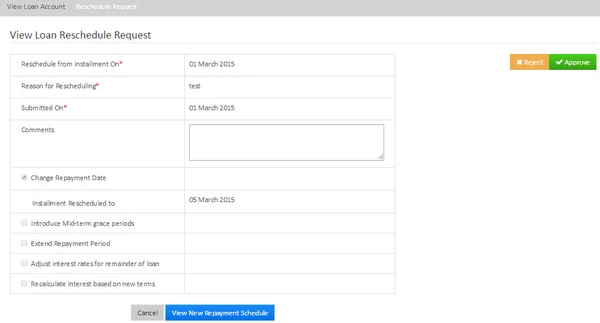 View Loan Account Reschedule Request
View Loan Reschedule Request
Reschedule from Installment On* 01 March 2015
Reject Approve
Reason for Rescheduling* test
Submitted On* 01 March 2015
Comments
Change Repayment Date
Installment Rescheduled to 05 March 2015
Introduce Mid-term grace periods
Extend Repayment Period
Adjust interest rates for remainder of loan
Recalculate Interest based on new terms
Cancel View New Repayment Schedule